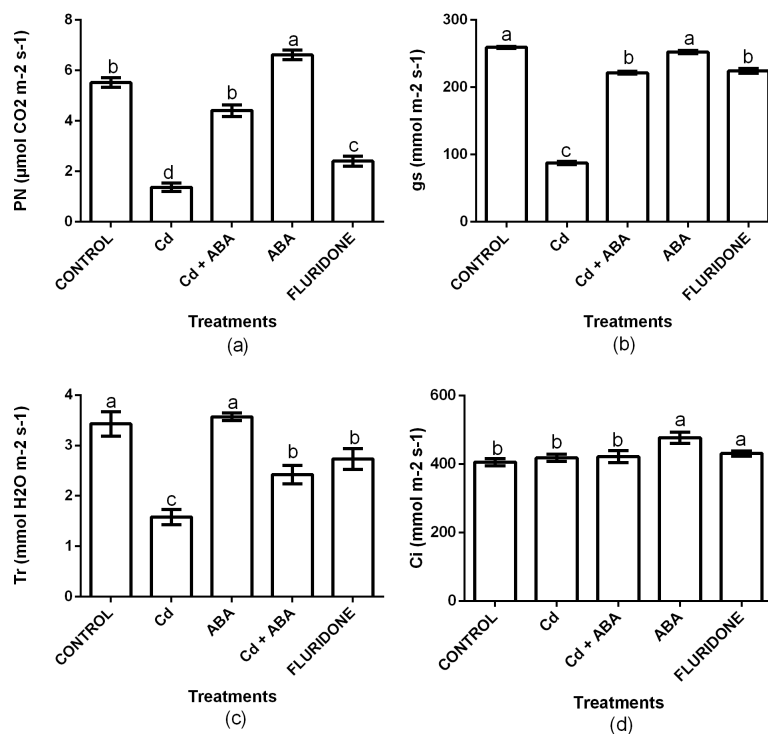 PN (µmol CO2 m-2 s-1)
8
6
4
2
0
b
d
b
a
c
CONTROL
Cd
Cd + ABA
ABA
FLURIDONE
Treatments
(a)
gs (mmol m-2 s-1)
300
200
100
0
a
c
b
a
b
CONTROL
Cd
Cd + ABA
ABA
FLURIDONE
Treatments
(b)
Tr (mmol H2O m-2 s-1)
4
3
2
1
0
a
c
a
b
b
CONTROL
Cd
ABA
Cd + ABA
FLURIDONE
Treatments
(c)
Ci (mmol m-2 s-1)
600
400
200
0
b
b
b
a
a
CONTROL
Cd
Cd + ABA
ABA
FLURIDONE
Treatments
(d)